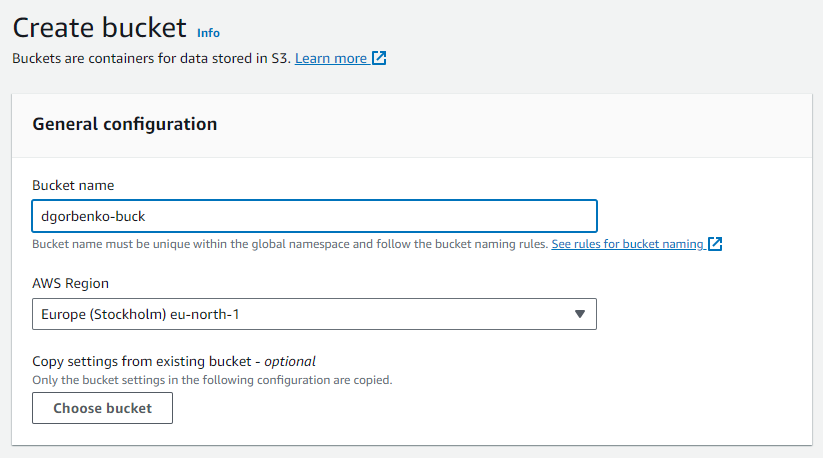 Create bucket Info
Buckets are containers for data stored in S3. Learn more
General configuration
Bucket name
dgorbenko-buck
Bucket name must be unique within the global namespace and follow the bucket naming rules. See rules for bucket naming
AWS Region
Europe (Stockholm) eu-north-1
Copy settings from existing bucket - optional
Only the bucket settings in the following configuration are copied.
Choose bucket